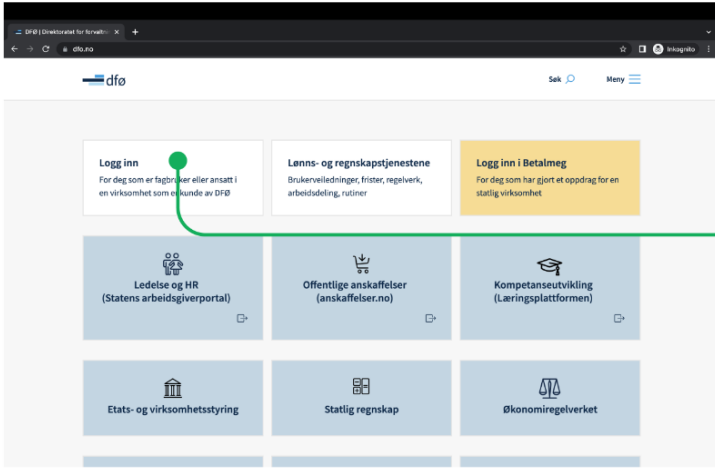 DFØ | Direktoratet for forvaltni
dfo.no
Inkognito
dfø
Søk
Meny
Logg inn
For deg som er fagbruker eller ansatt i
en virksomhet som er kunde av DFØ
Lønns- og regnskapstjenestene
Brukerveiledninger, frister, regelverk,
arbeidsdeling, rutiner
Logg inn i Betalmeg
For deg som har gjort et oppdrag for en
statlig virksomhet
Ledelse og HR
(Statens arbeidsgiverportal)
Offentlige anskaffelser
(anskaffelser.no)
Kompetanseutvikling
(Læringsplattformen)
Etats- og virksomhetsstyring
Statlig regnskap
Økonomiregelverket